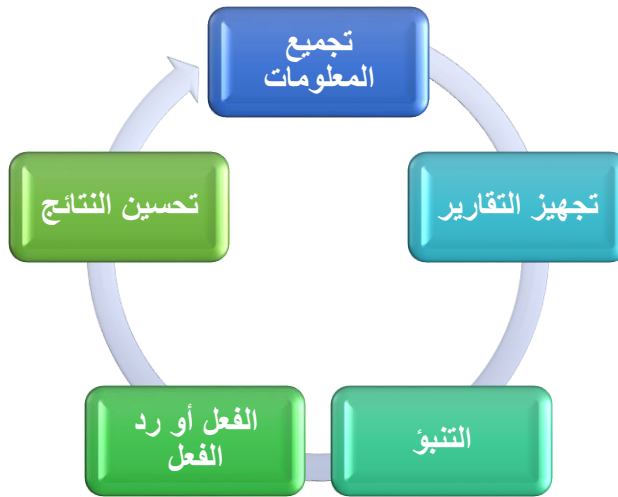 تجميع
المعلومات
تجهيز التقارير
التنبؤ
الفعل أو رد
الفعل
تحسين النتائج